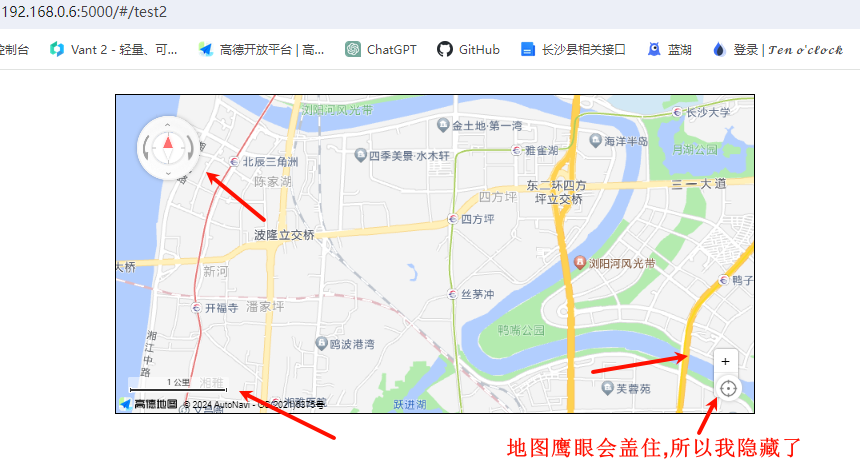 192.168.0.6:5000/#/test2
控制台
Vant 2 - 轻量、可...
高德开放平台 | 高...
ChatGPT
GitHub
长沙县相关接口
蓝湖
登录 | Ten o'clock
浏阳河风光带
长沙大学
金土地·第一湾
海洋半岛
雅雀湖
月湖公园
北辰三角洲
四季美景·水木轩
陈家湖
东二环四方
坪立交桥
三一大道
四方坪
四方坪
波隆立交桥
大桥
新河
浏阳河风光带
鸭子
丝茅冲
开福寺
潘家坪
湘江中路
鸭嘴公园
鸥波港湾
+
1 公里
湘雅
芙蓉苑
跃进湖
高德地图 © 2024 AutoNavi - GS(2021)6375号
地图鹰眼会盖住,所以我隐藏了